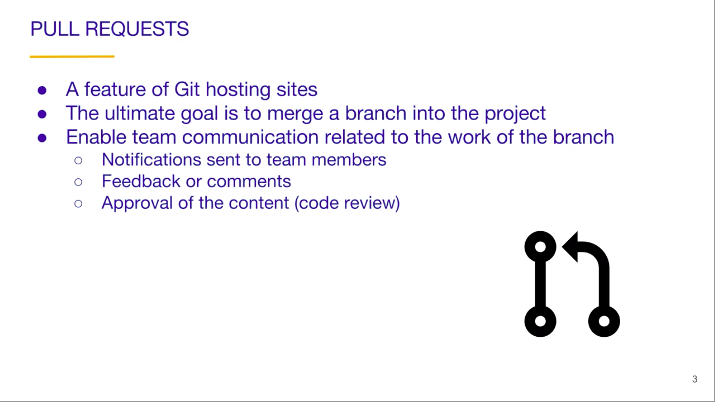 PULL REQUESTS
● A feature of Git hosting sites
● The ultimate goal is to merge a branch into the project
● Enable team communication related to the work of the branch
○ Notifications sent to team members
○ Feedback or comments
○ Approval of the content (code review)
3